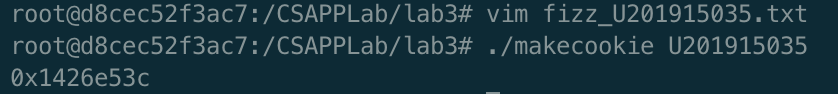 root@d8cec52f3ac7:/CSAPPLab/lab3# vim fizz_U201915035.txt
root@d8cec52f3ac7:/CSAPPLab/lab3# ./makecookie U201915035
0x1426e53c